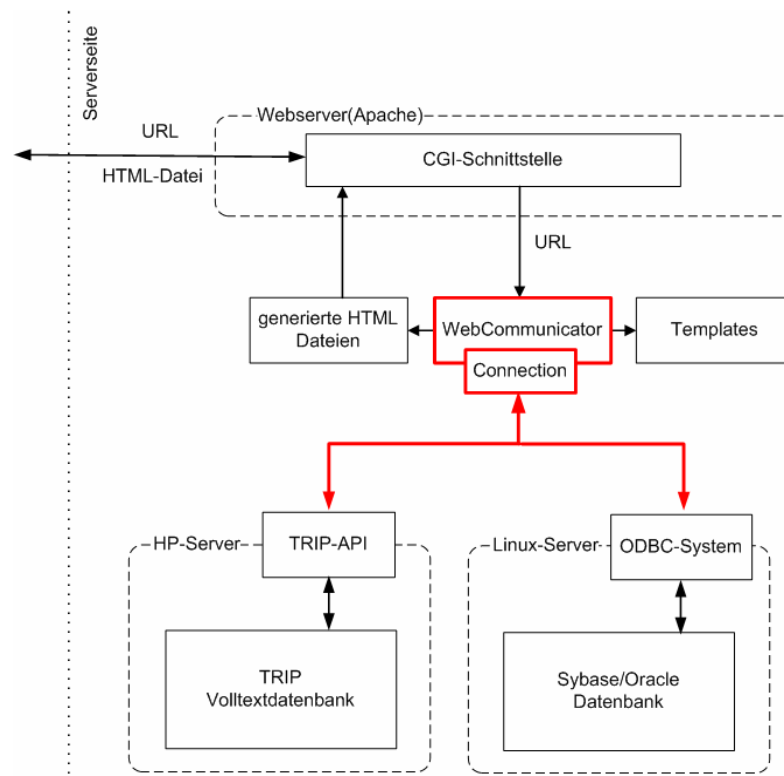 Serverseite
Webserver(Apache)
URL
HTML-Datei
CGI-Schnittstelle
URL
generierte HTML
Dateien
WebCommunicator
Templates
Connection
HP-Server
TRIP-API
Linux-Server
ODBC-System
TRIP
Volltextdatenbank
Sybase/Oracle
Datenbank